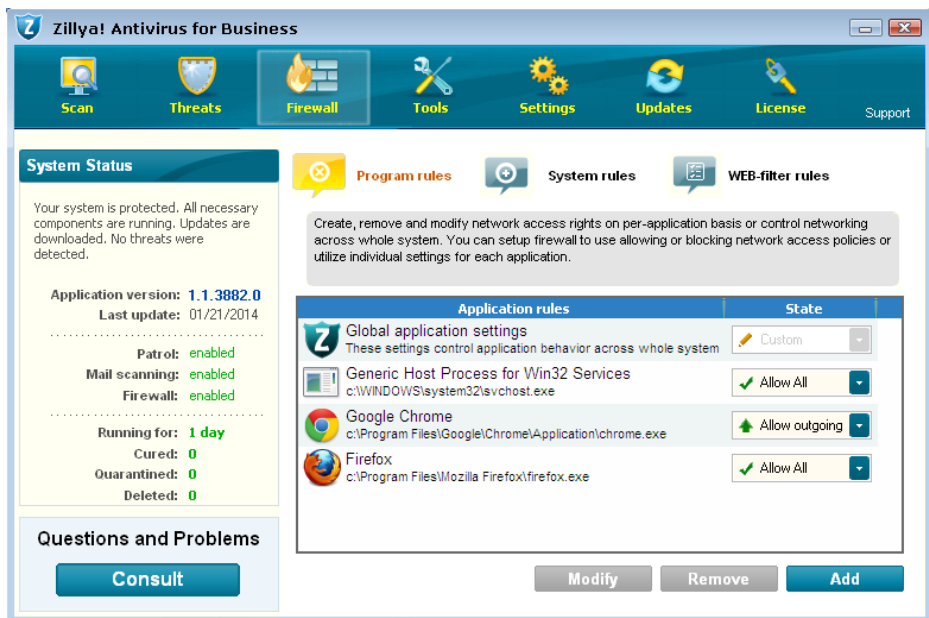 Zillya! Antivirus for Business
Scan
Threats
Firewall
Tools
Settings
Updates
License
Support
System Status
Your system is protected. All necessary
components are running. Updates are
downloaded. No threats were
detected.
Application version: 1.1.3882.0
Last update: 01/21/2014
Patrol: enabled
Mail scanning: enabled
Firewall: enabled
Running for: 1 day
Cured: 0
Quarantined: 0
Deleted: 0
Questions and Problems
Consult
Program rules
System rules
WEB-filter rules
Create, remove and modify network access rights on per-application basis or control networking
across whole system. You can setup firewall to use allowing or blocking network access policies or
utilize individual settings for each application.
Application rules
State
Global application settings
These settings control application behavior across whole system
Custom
Generic Host Process for Win32 Services
c:\WINDOWS\system32\svchost.exe
Allow All
Google Chrome
c:\Program Files\Google\Chrome\Application\chrome.exe
Allow outgoing
Firefox
c:\Program Files\Mozilla Firefox\firefox.exe
Allow All
Modify
Remove
Add